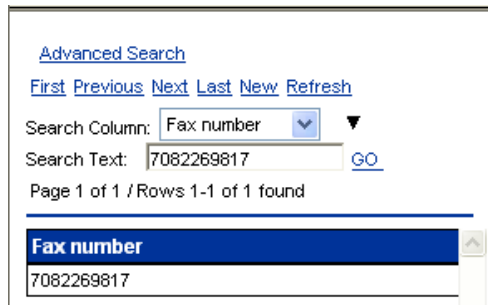 Advanced Search
First Previous Next Last New Refresh
Search Column: Fax number
Search Text: 7082269817 GO
Page 1 of 1 / Rows 1-1 of 1 found
Fax number
7082269817